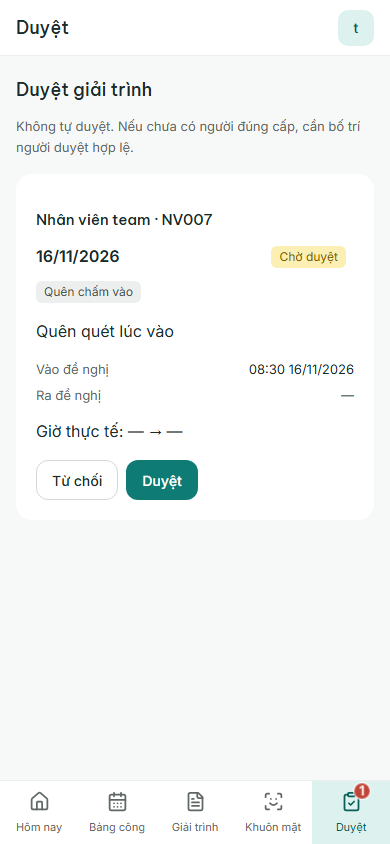 Duyệt
t
Duyệt giải trình
Không tự duyệt. Nếu chưa có người đúng cấp, cần bố trí
người duyệt hợp lệ.
Nhân viên team · NV007
16/11/2026
Chờ duyệt
Quên chấm vào
Quên quét lúc vào
Vào đề nghị
08:30 16/11/2026
Ra đề nghị
—
Giờ thực tế: — → —
Từ chối
Duyệt
1
Hôm nay
Bảng công
Giải trình
Khuôn mặt
Duyệt